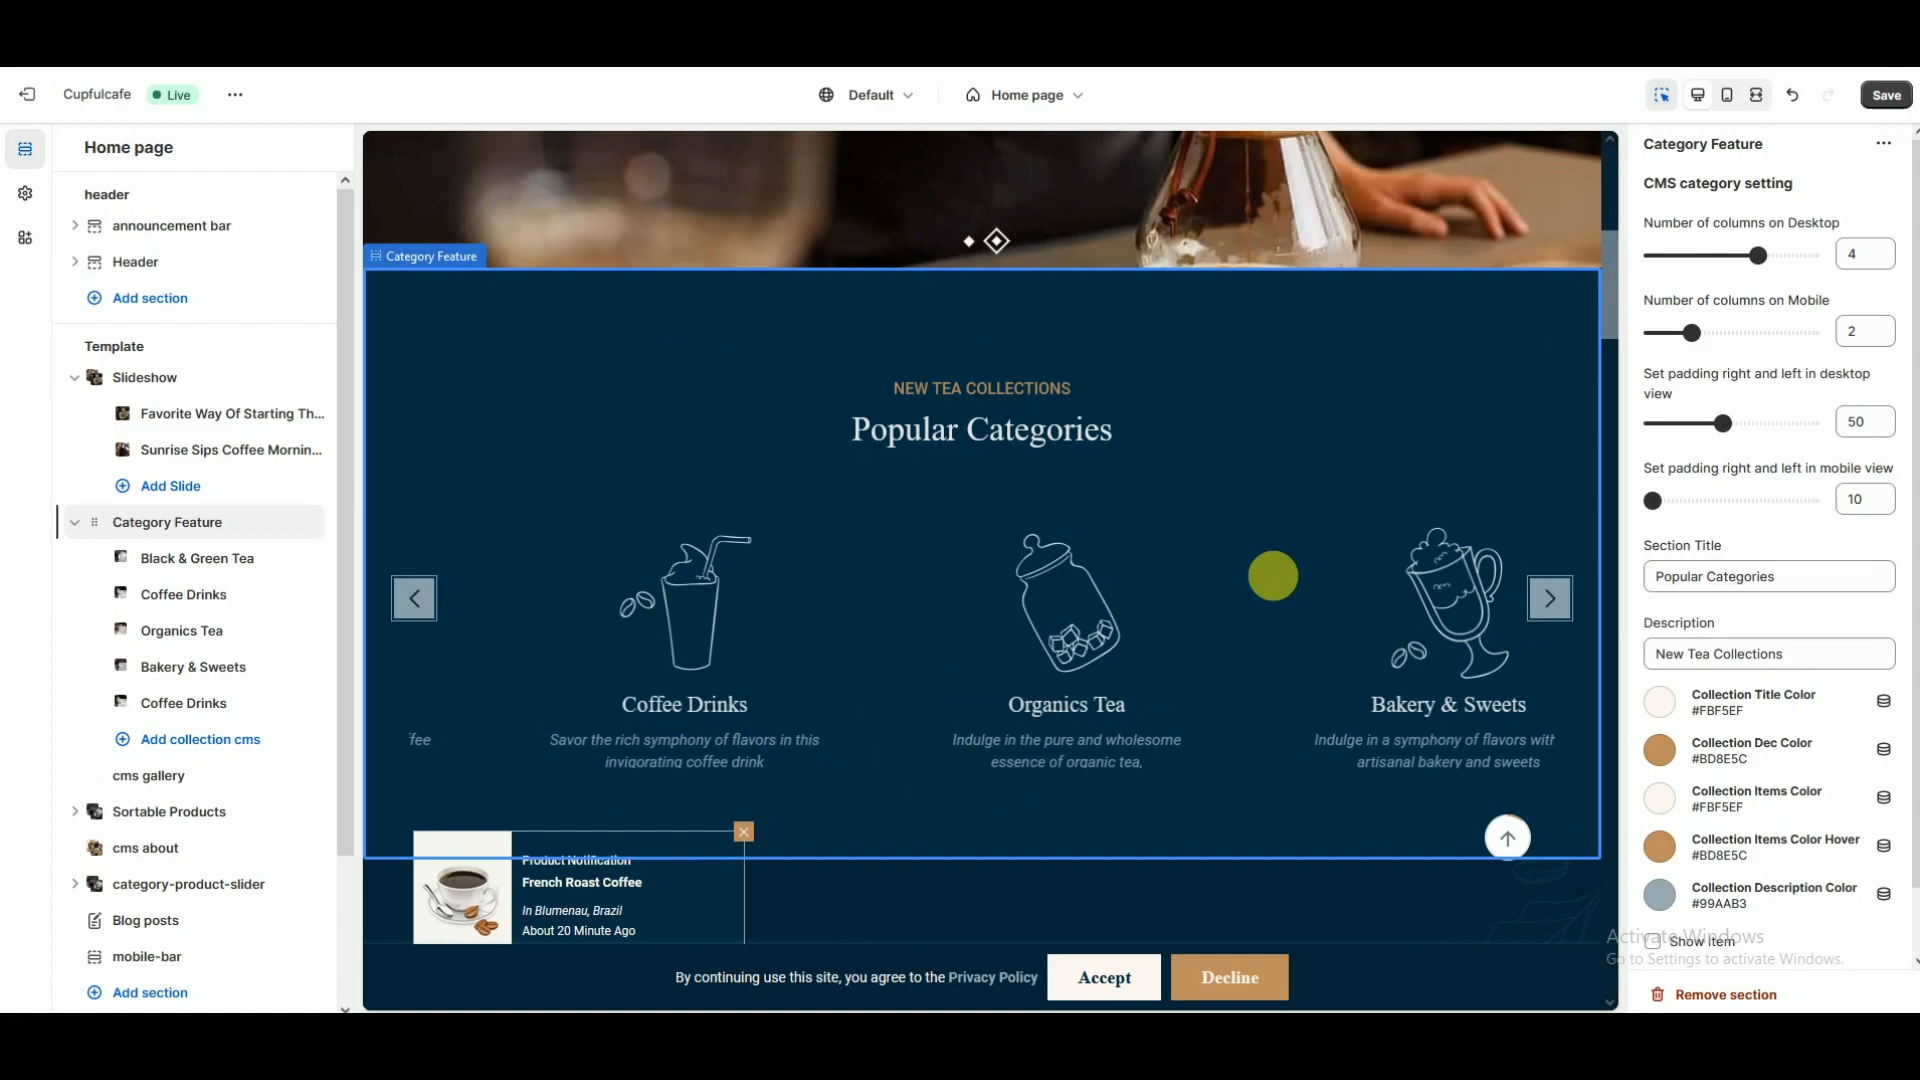 Cupfulcafe
Live
Default
Home page
Save
Home page
header
announcement bar
Header
Add section
Template
Slideshow
Favorite Way Of Starting Th...
Sunrise Sips Coffee Mornin...
Add Slide
Category Feature
Black & Green Tea
Coffee Drinks
Organics Tea
Bakery & Sweets
Coffee Drinks
Add collection cms
cms gallery
Sortable Products
cms about
category-product-slider
Blog posts
mobile-bar
Add section
Category Feature
NEW TEA COLLECTIONS
Popular Categories
Coffee Drinks
Savor the rich symphony of flavors in this
invigorating coffee drink
Organics Tea
Indulge in the pure and wholesome
essence of organic tea,
Bakery & Sweets
Indulge in a symphony of flavors with
artisanal bakery and sweets
ffee
Product Notification
French Roast Coffee
In Blumenau, Brazil
About 20 Minute Ago
By continuing use this site, you agree to the Privacy Policy
Accept
Decline
Category Feature
CMS category setting
Number of columns on Desktop
4
Number of columns on Mobile
2
Set padding right and left in desktop
view
50
Set padding right and left in mobile view
10
Section Title
Popular Categories
Description
New Tea Collections
Collection Title Color
#FBF5EF
Collection Dec Color
#BD8E5C
Collection Items Color
#FBF5EF
Collection Items Color Hover
#BD8E5C
Collection Description Color
#99AAB3
Show item
Activate Windows
Go to Settings to activate Windows.
Remove section